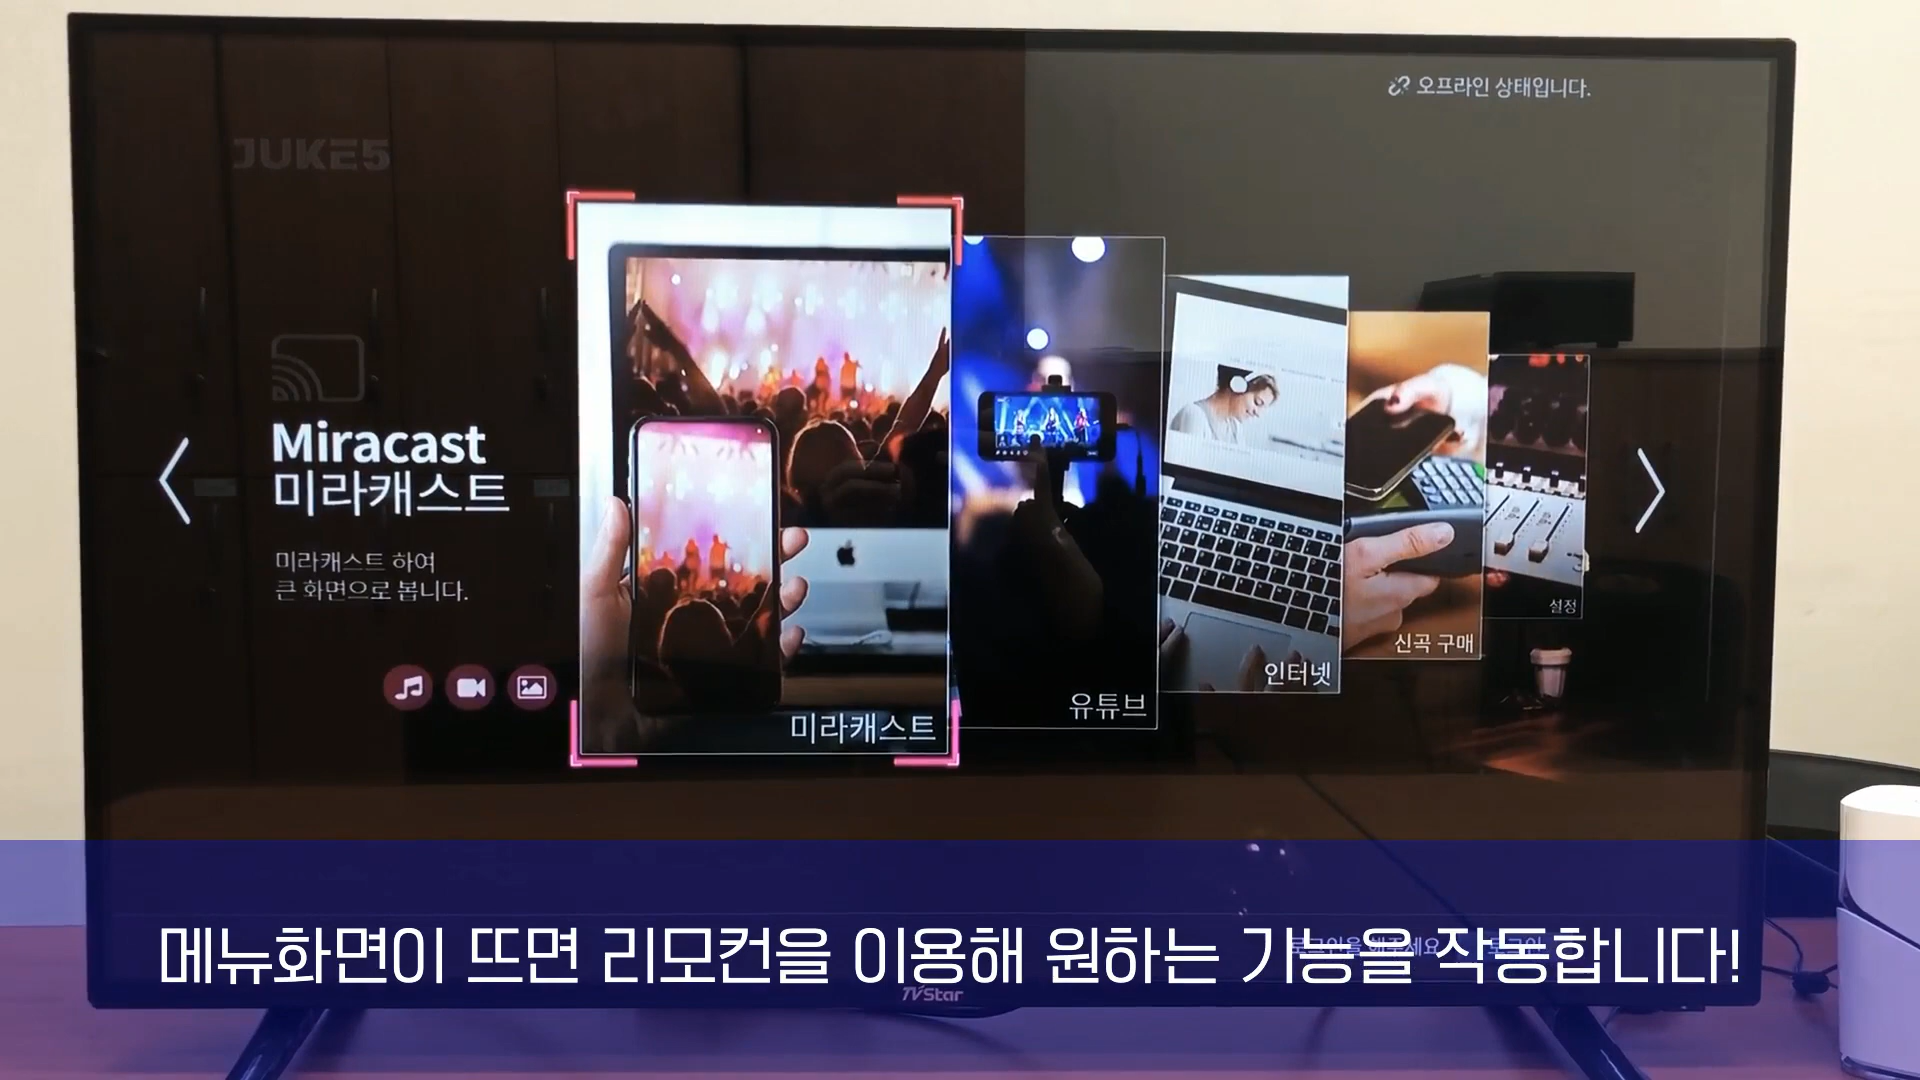 오프라인 상태입니다.
JUKE5
Miracast
미라캐스트
미라캐스트 하여
큰 화면으로 봅니다.
미라캐스트
유튜브
인터넷
신곡 구매
설정
메뉴화면이 뜨면 리모컨을 이용해 원하는 기능을 작동합니다!
TVStar